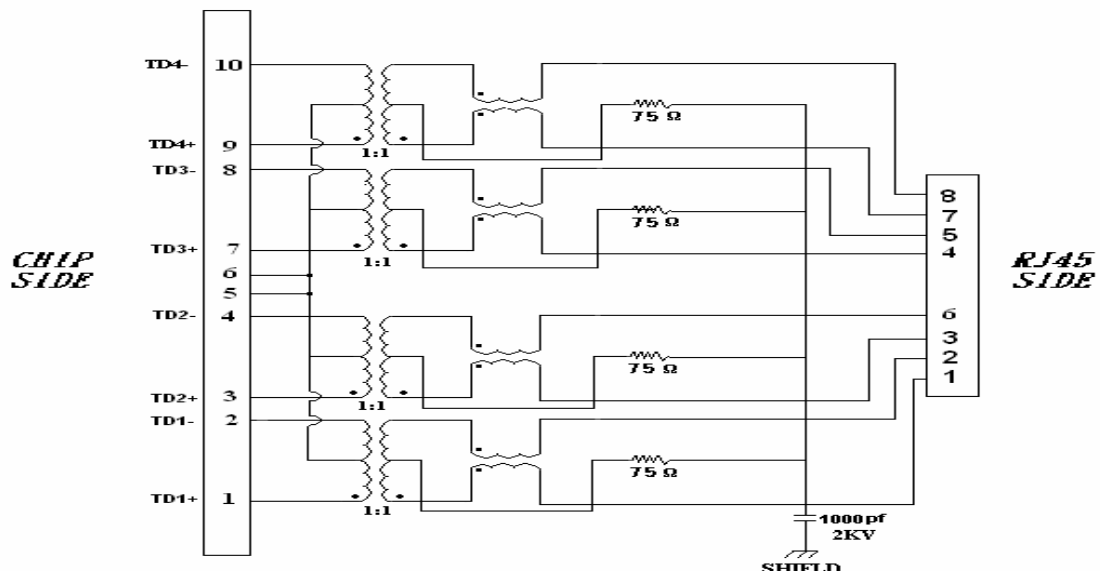 TD4- 10
75 Ω
TD4+ 9
1:1
TD3- 8
8
7
75 Ω
5
TD3+ 7
4
1:1
CHIP
SIDE
6
RJ45
SIDE
5
TD2- 4
6
3
75 Ω
2
1
TD2+ 3
1:1
TD1- 2
75 Ω
TD1+ 1
1:1
1000pf
2KV
SHIELD